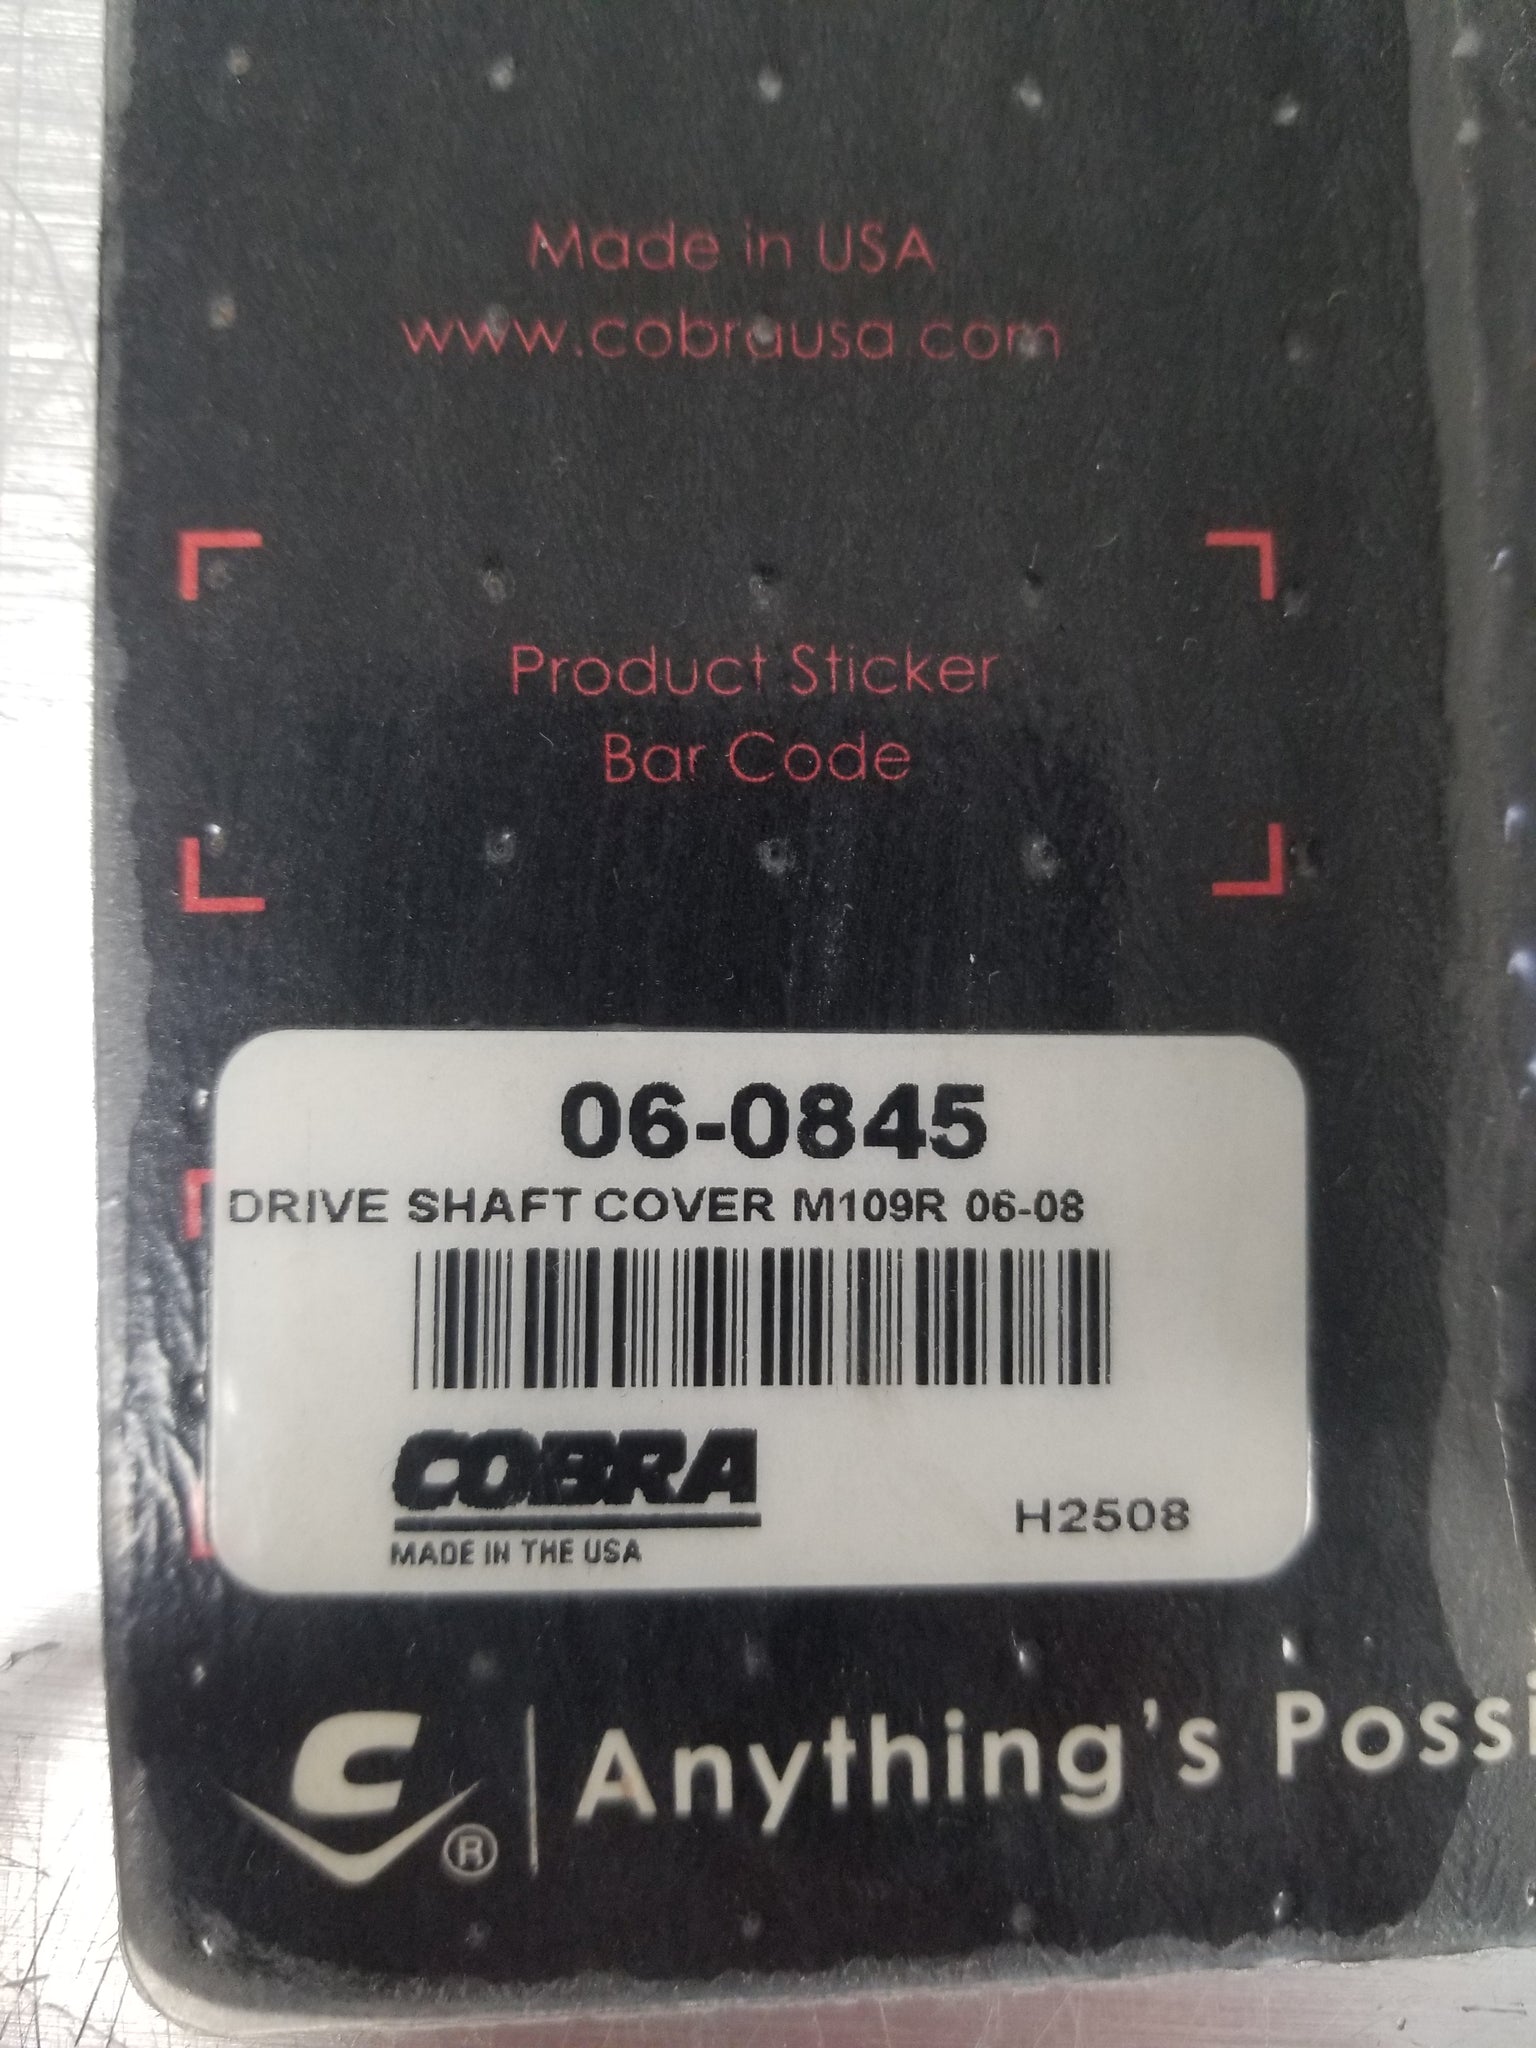 Made in USA
www.cobrausa.com
Product Sticker
Bar Code
06-0845
DRIVE SHAFT COVER M109R 06-08
COBRA
MADE IN THE USA
H2508
C ® Anything's Possi